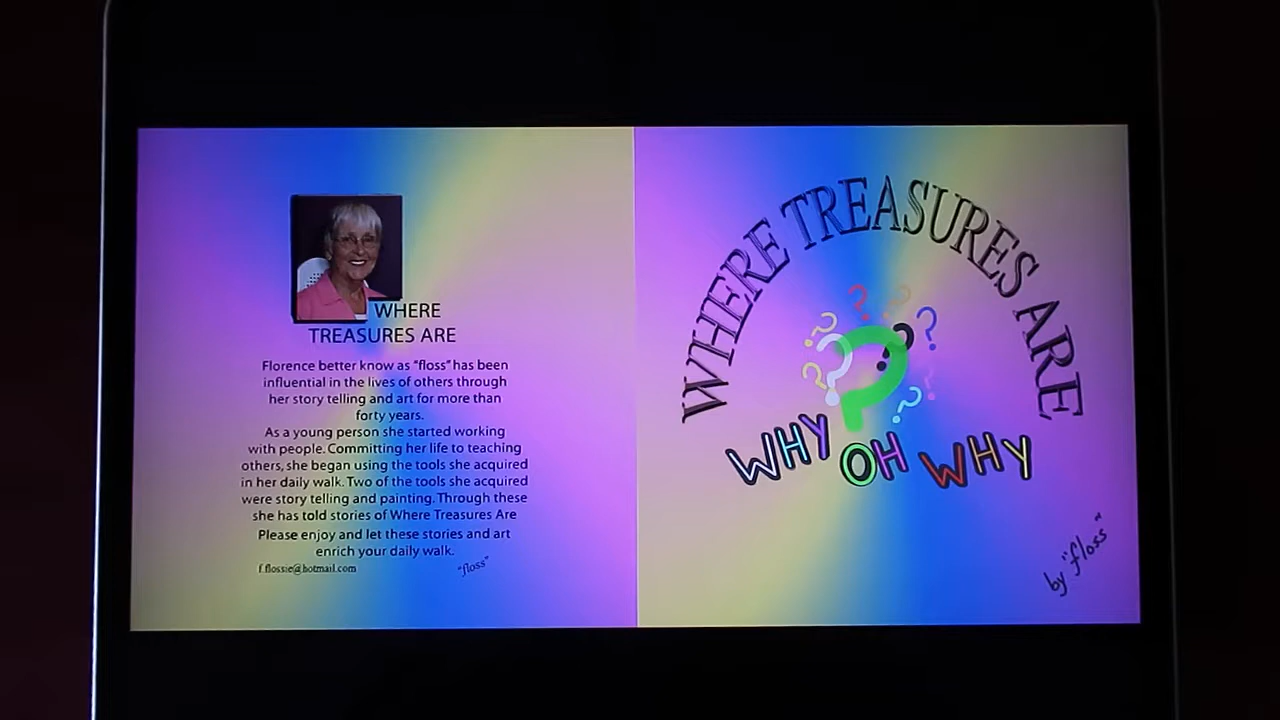 WHERE
TREASURES ARE
Florence better know as "floss" has been
influential in the lives of others through
her story telling and art for more than
forty years.
As a young person she started working
with people. Committing her life to teaching
others, she began using the tools she acquired
in her daily walk. Two of the tools she acquired
were story telling and painting. Through these
she has told stories of Where Treasures Are
Please enjoy and let these stories and art
enrich your daily walk.
f.flossie@hotmail.com
"floss"
WHERE TREASURES ARE
WHY OH WHY
by "floss"